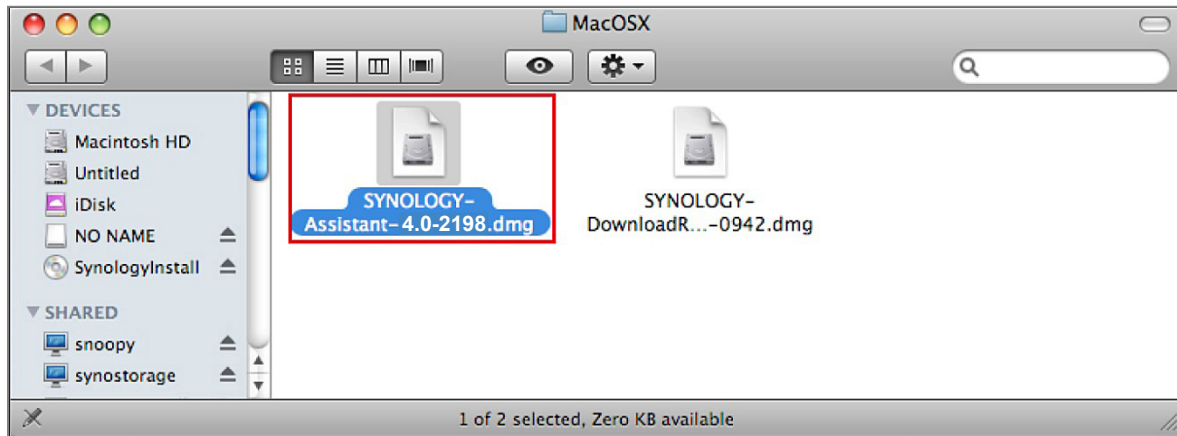 MacOSX
DEVICES
Macintosh HD
Untitled
iDisk
NO NAME
SynologyInstall
SHARED
snoopy
synostorage
SYNOLOGY-
Assistant-4.0-2198.dmg
SYNOLOGY-
DownloadR...-0942.dmg
1 of 2 selected, Zero KB available